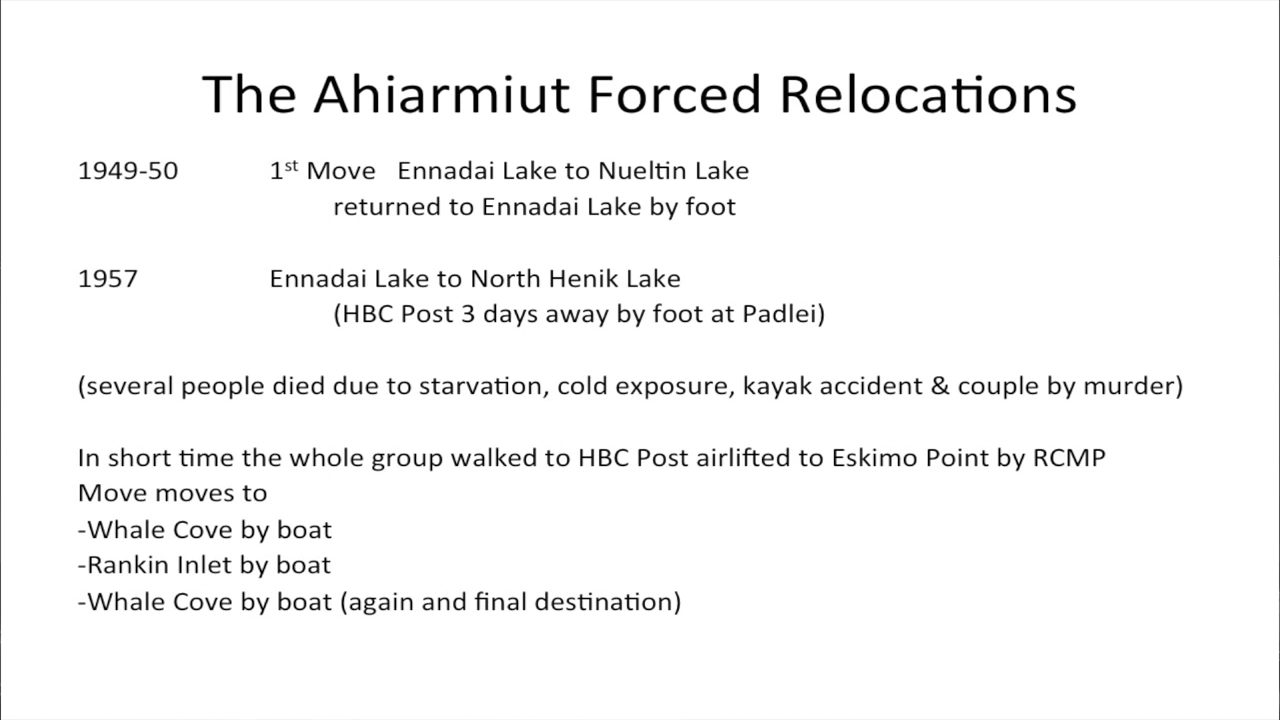 The Ahiarmiut Forced Relocations
1949-50 1st Move Ennadai Lake to Nueltin Lake
returned to Ennadai Lake by foot
1957 Ennadai Lake to North Henik Lake
(HBC Post 3 days away by foot at Padlei)
(several people died due to starvation, cold exposure, kayak accident & couple by murder)
In short time the whole group walked to HBC Post airlifted to Eskimo Point by RCMP
Move moves to
-Whale Cove by boat
-Rankin Inlet by boat
-Whale Cove by boat (again and final destination)